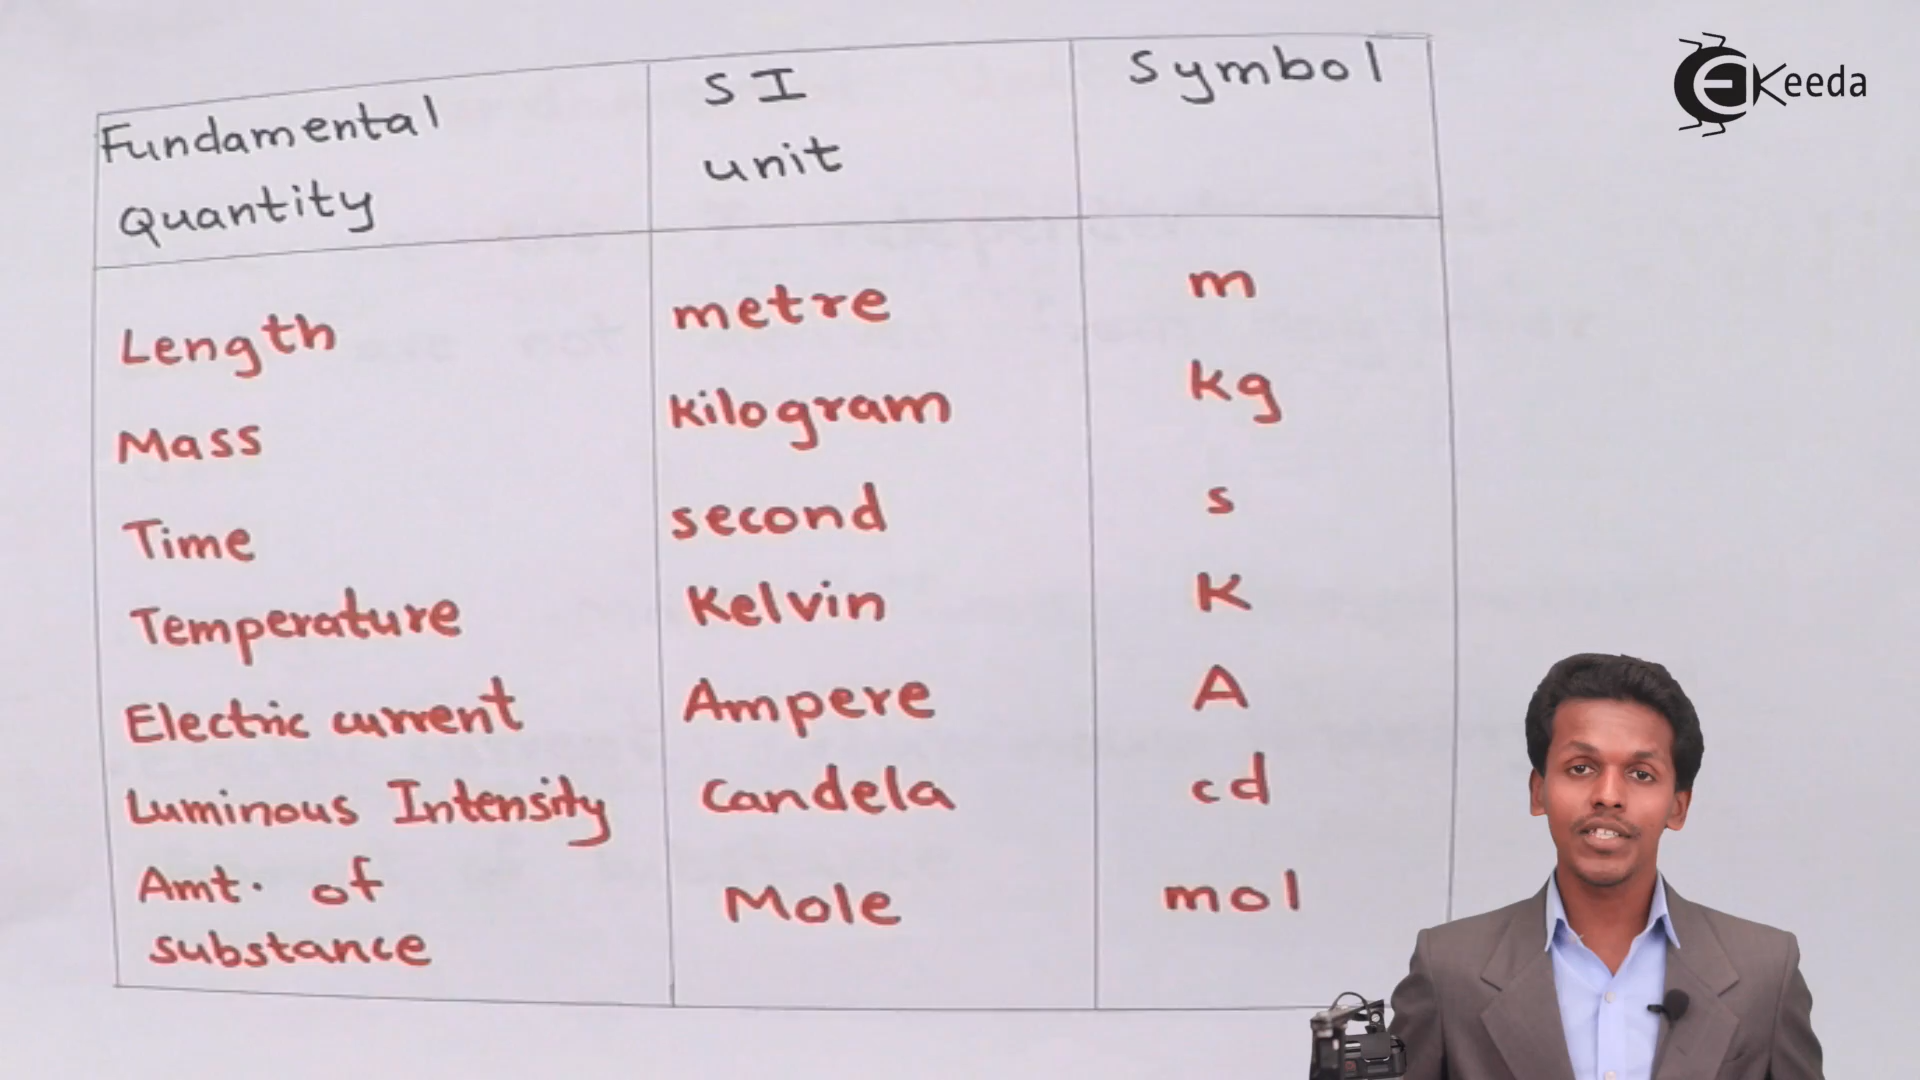 Fundamental Quantity | SI unit | Symbol
Length | metre | m
Mass | kilogram | kg
Time | second | s
Temperature | Kelvin | K
Electric current | Ampere | A
Luminous Intensity | Candela | cd
Amt. of substance | Mole | mol
Keeda